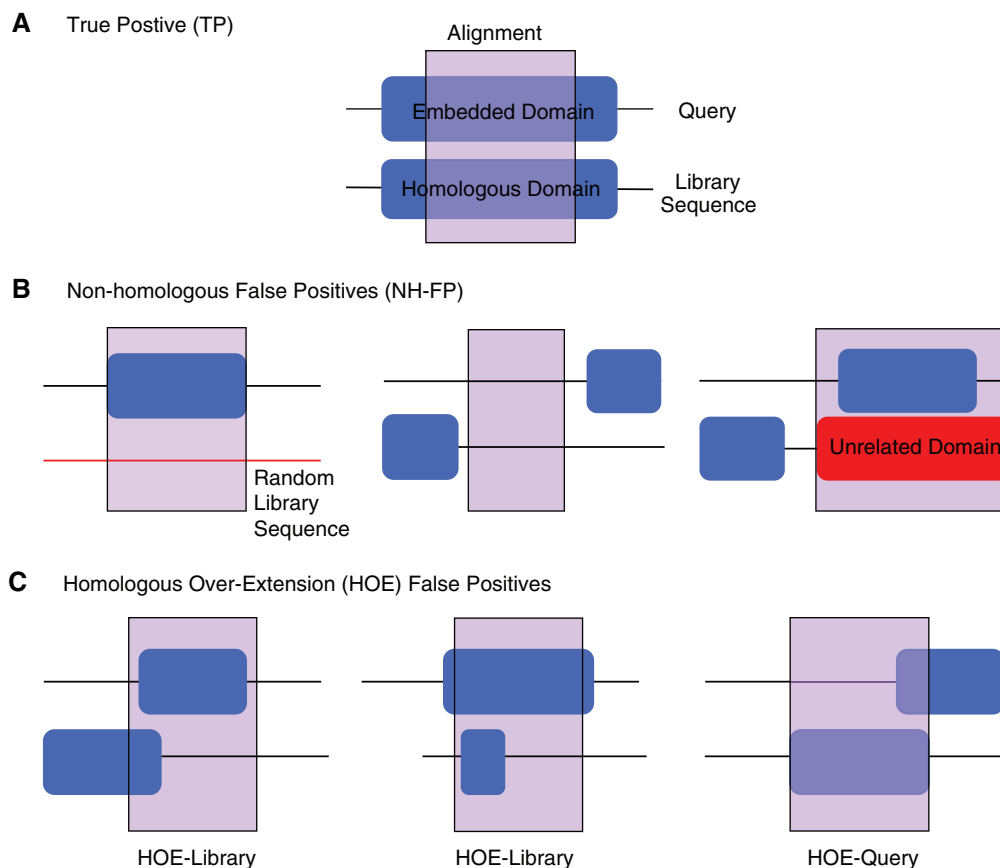 A True Postive (TP)
Alignment
Embedded Domain
Query
Homologous Domain
Library
Sequence
B Non-homologous False Positives (NH-FP)
Unrelated Domain
Random
Library
Sequence
C Homologous Over-Extension (HOE) False Positives
HOE-Library
HOE-Library
HOE-Query